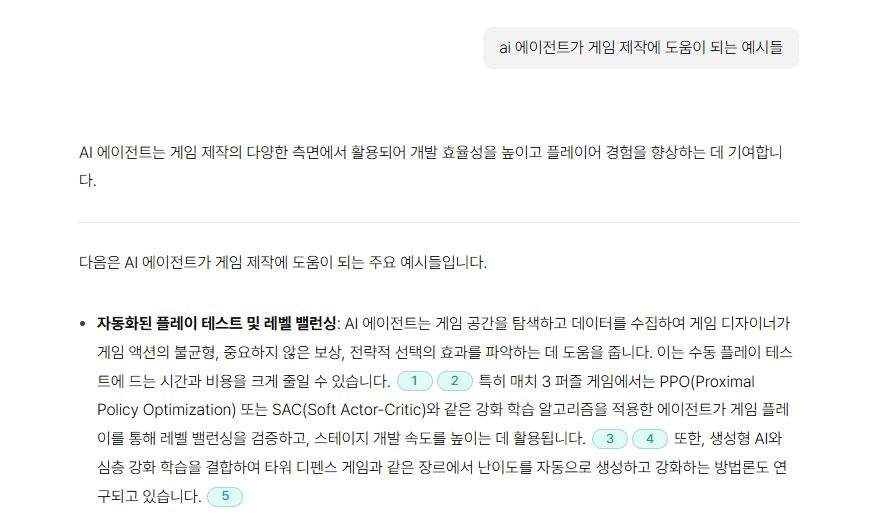 ai 에이전트가 게임 제작에 도움이 되는 예시들
AI 에이전트는 게임 제작의 다양한 측면에서 활용되어 개발 효율성을 높이고 플레이어 경험을 향상하는 데 기여합니
다.
다음은 AI 에이전트가 게임 제작에 도움이 되는 주요 예시들입니다.
• 자동화된 플레이 테스트 및 레벨 밸런싱: AI 에이전트는 게임 공간을 탐색하고 데이터를 수집하여 게임 디자이너가
게임 액션의 불균형, 중요하지 않은 보상, 전략적 선택의 효과를 파악하는 데 도움을 줍니다. 이는 수동 플레이 테스
트에 드는 시간과 비용을 크게 줄일 수 있습니다. 1 2 특히 매치 3 퍼즐 게임에서는 PPO(Proximal
Policy Optimization) 또는 SAC(Soft Actor-Critic)와 같은 강화 학습 알고리즘을 적용한 에이전트가 게임 플레
이를 통해 레벨 밸런싱을 검증하고, 스테이지 개발 속도를 높이는 데 활용됩니다. 3 4 또한, 생성형 AI와
심층 강화 학습을 결합하여 타워 디펜스 게임과 같은 장르에서 난이도를 자동으로 생성하고 강화하는 방법론도 연
구되고 있습니다. 5